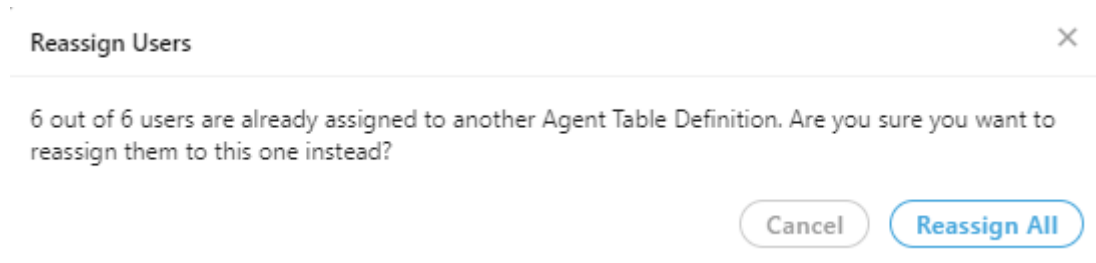 Reassign Users
6 out of 6 users are already assigned to another Agent Table Definition. Are you sure you want to
reassign them to this one instead?
Cancel
Reassign All